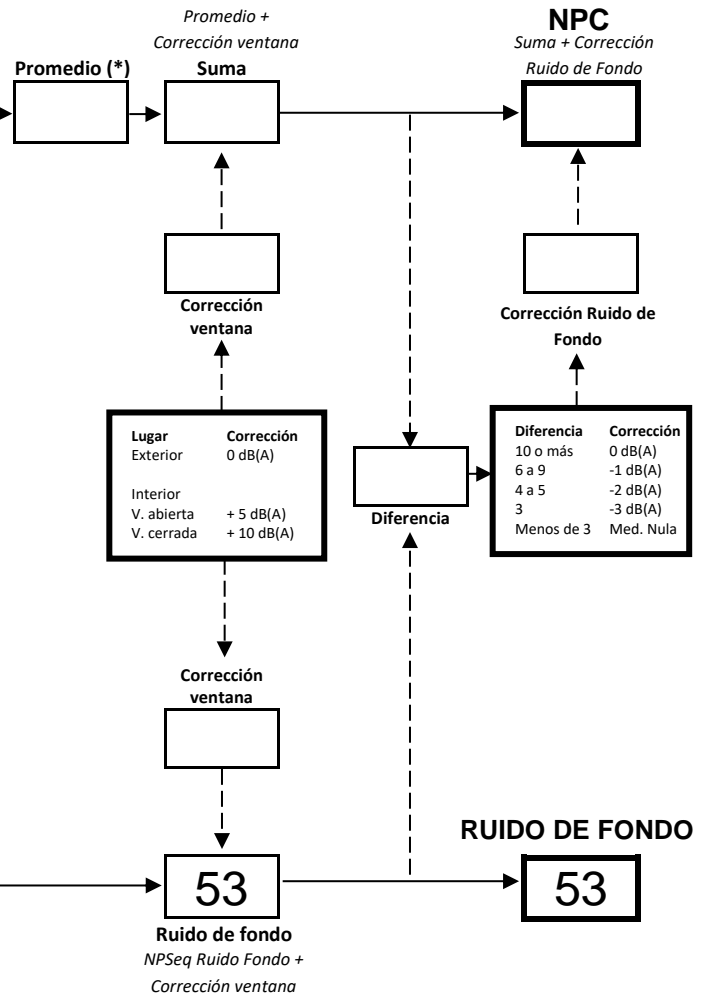 Promedio +
Corrección ventana
NPC
Suma + Corrección
Ruido de Fondo
Promedio (*)
Suma
Corrección
ventana
Corrección Ruido de
Fondo
Lugar Corrección
Exterior 0 dB(A)
Interior
V. abierta + 5 dB(A)
V. cerrada + 10 dB(A)
Diferencia
Diferencia Corrección
10 o más 0 dB(A)
6 a 9 -1 dB(A)
4 a 5 -2 dB(A)
3 -3 dB(A)
Menos de 3 Med. Nula
Corrección
ventana
RUIDO DE FONDO
53
53
Ruido de fondo
NPSeq Ruido Fondo +
Corrección ventana